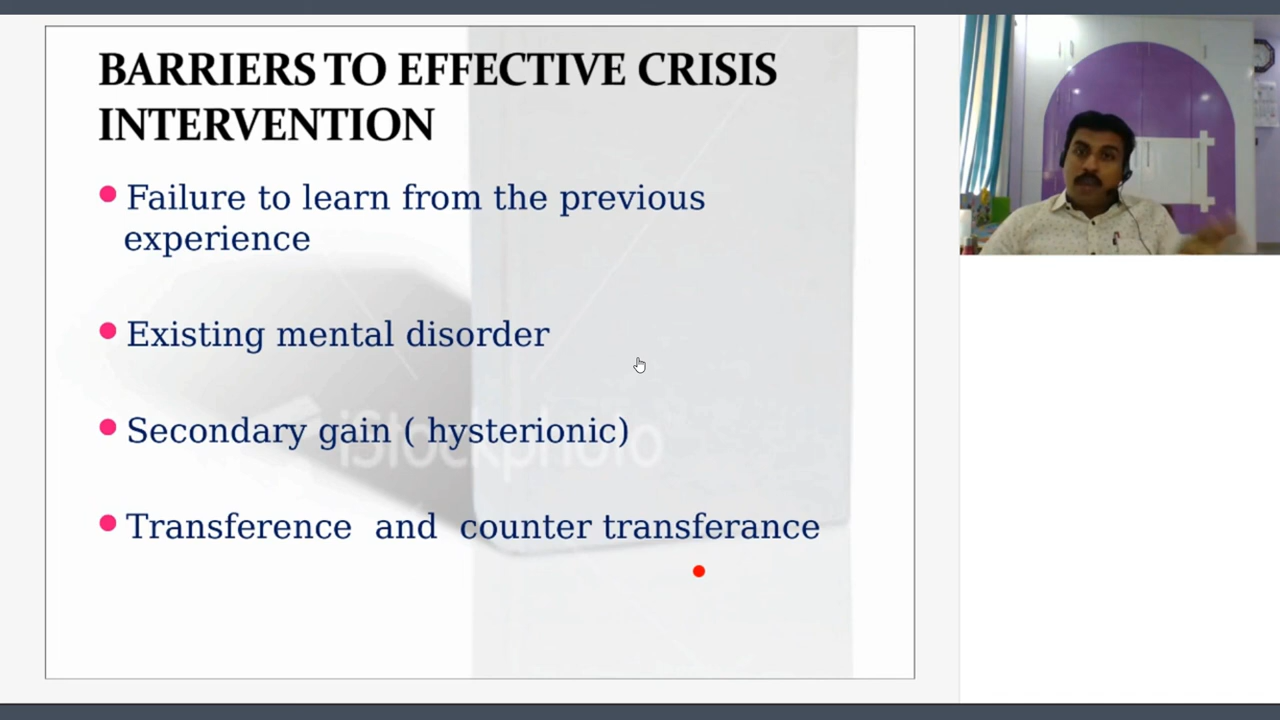 BARRIERS TO EFFECTIVE CRISIS
INTERVENTION
Failure to learn from the previous
experience
Existing mental disorder
Secondary gain ( hysterionic)
iStockphoto
Transference and counter transferance